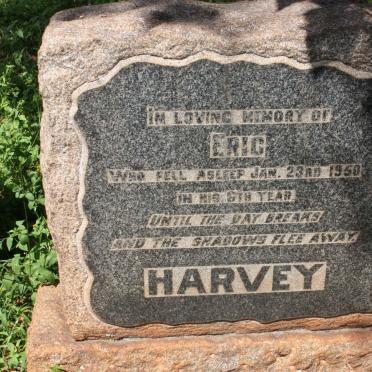 IN LOVING MEMORY OF
ERIC
WHO FELL ASLEEP JAN. 23RD 1950
IN HIS 6TH YEAR
UNTIL THE DAY BREAKS
AND THE SHADOWS FLEE AWAY.
HARVEY